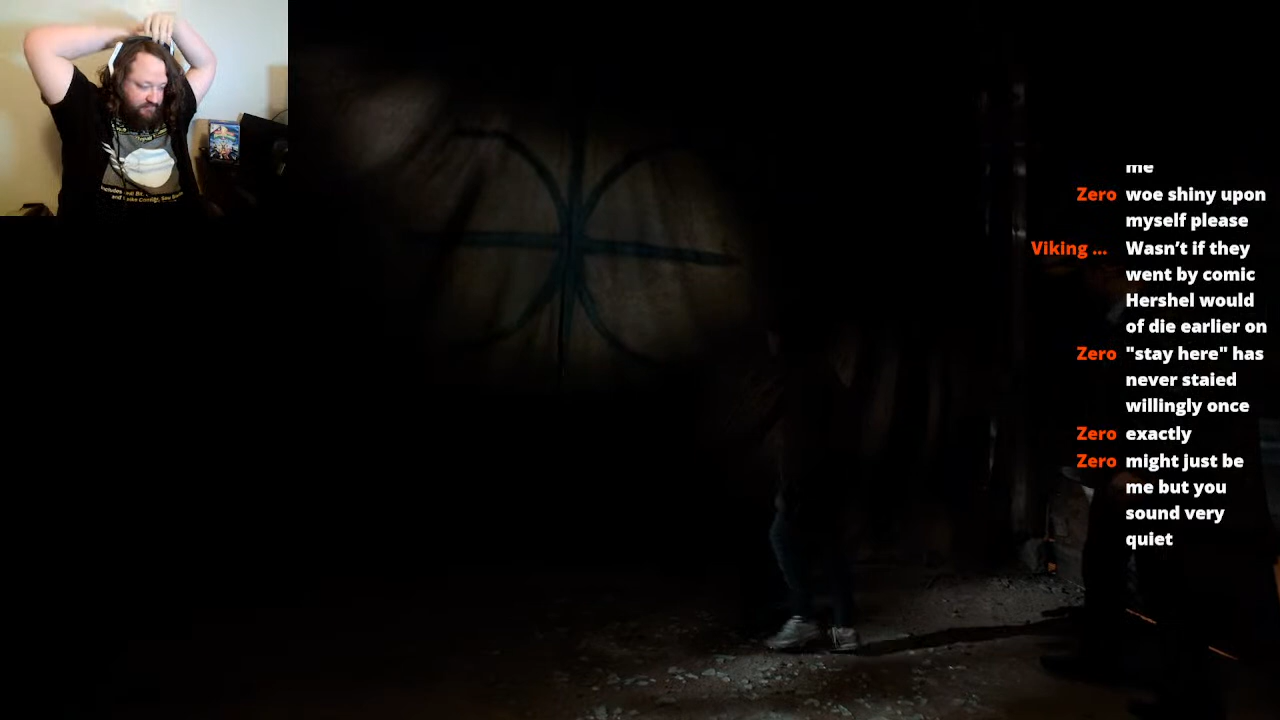 me
Zero woe shiny upon
myself please
Viking ... Wasn’t if they
went by comic
Hershel would
of die earlier on
Zero "stay here" has
never staied
willingly once
Zero exactly
Zero might just be
me but you
sound very
quiet